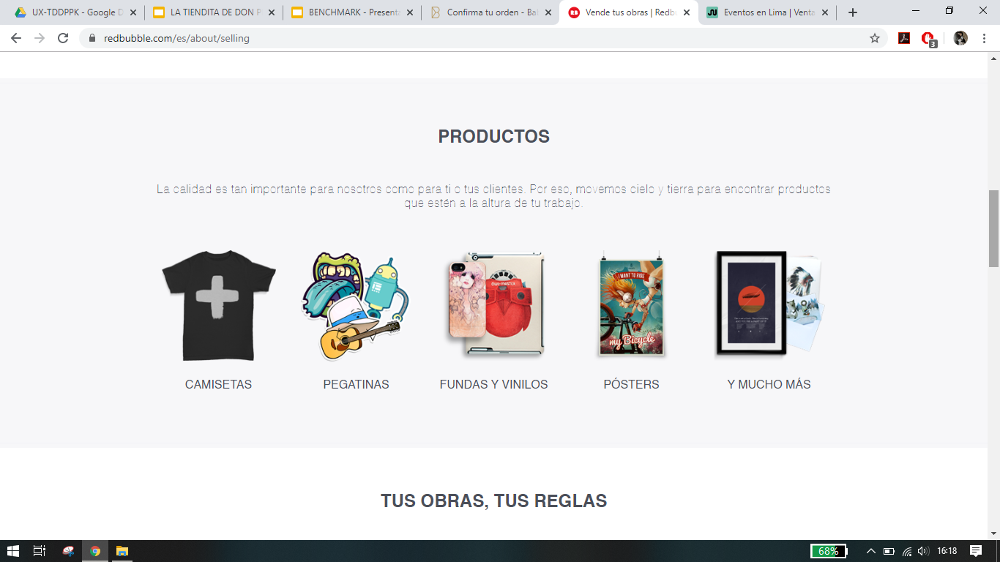 UX-TDDPPK - Google D
LA TIENDITA DE DON P
BENCHMARK - Presenta
Confirma tu orden - Bal
Vende tus obras | Redb
Eventos en Lima | Venta
redbubble.com/es/about/selling
3
PRODUCTOS
La calidad es tan importante para nosotros como para ti o tus clientes. Por eso, movemos cielo y tierra para encontrar productos
que estén a la altura de tu trabajo.
I WANT TO RIDE
my Bicycle
CAMISETAS
PEGATINAS
FUNDAS Y VINILOS
PÓSTERS
Y MUCHO MÁS
TUS OBRAS, TUS REGLAS
68%
16:18